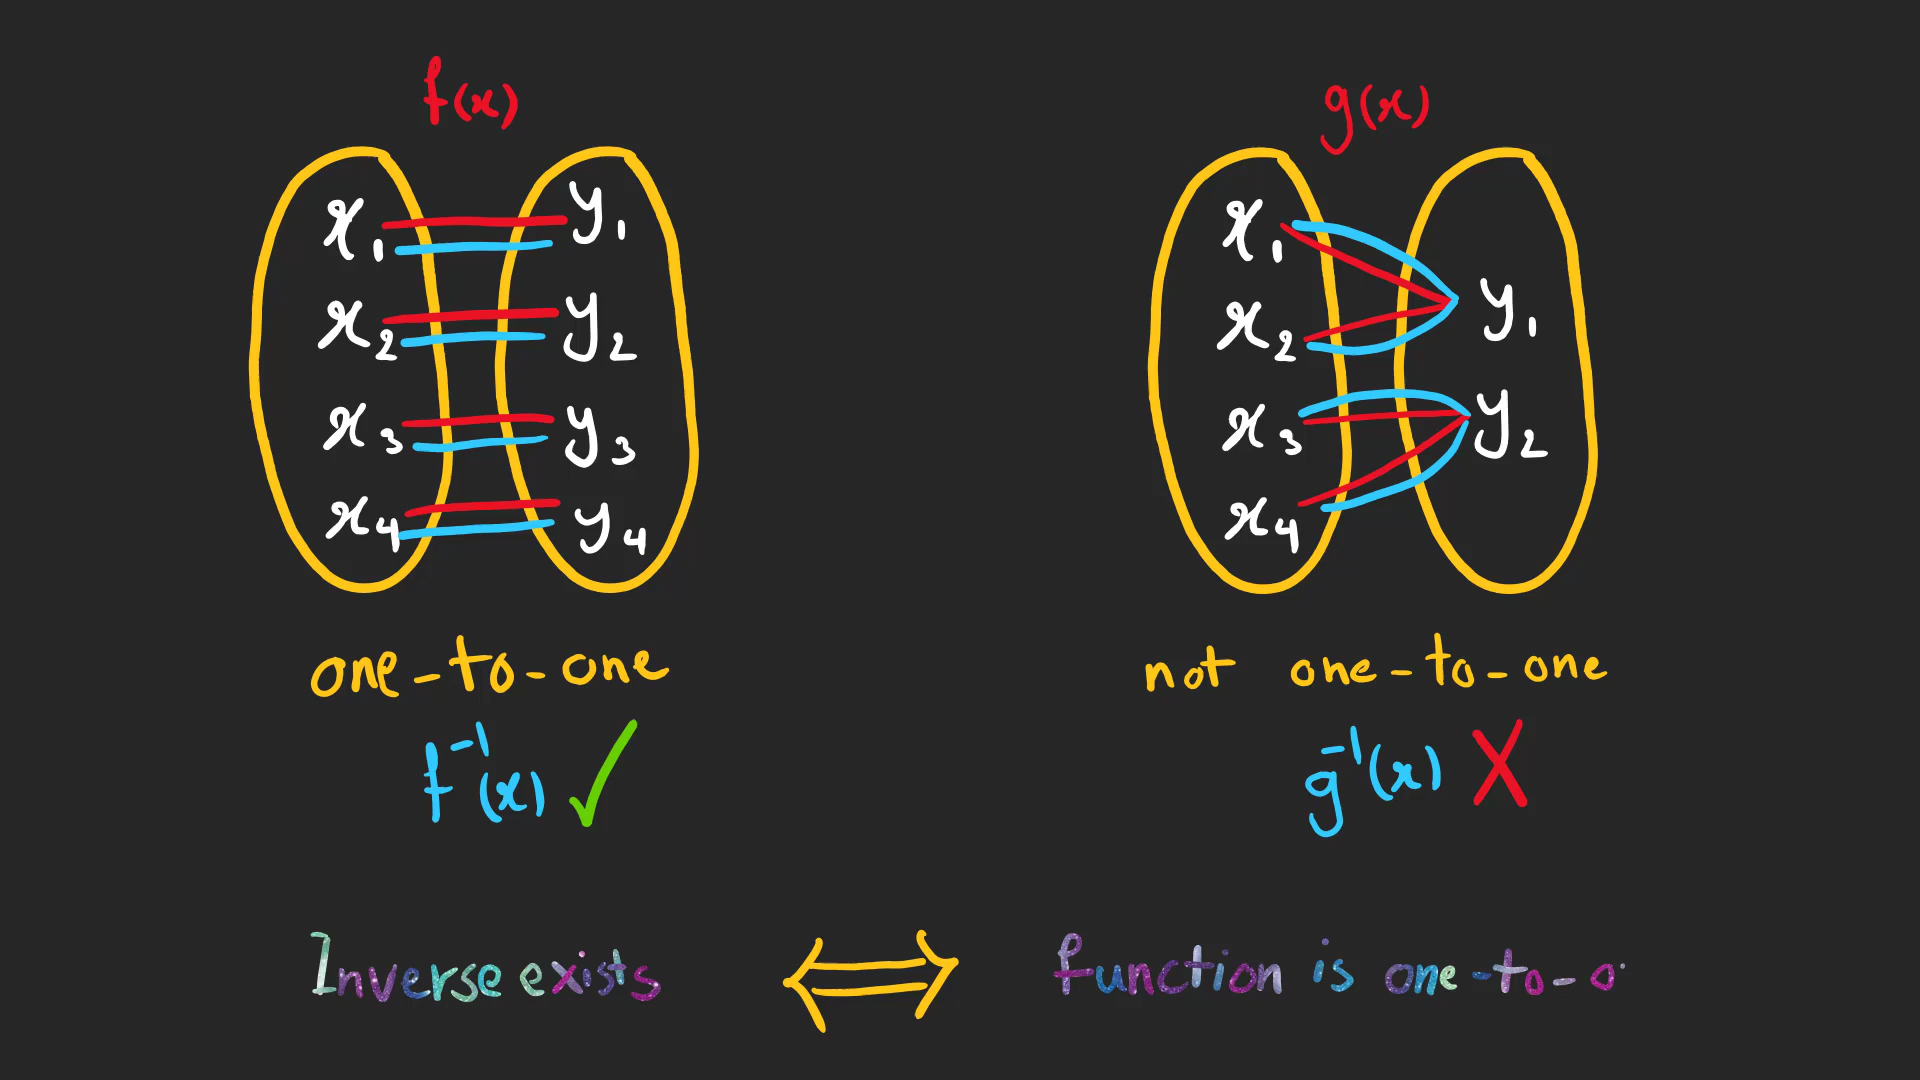 f(x)
x₁ y₁
x₂ y₂
x₃ y₃
x₄ y₄
one-to-one
f⁻¹(x) ✓
g(x)
x₁
x₂ y₁
x₃ y₂
x₄
not one-to-one
g⁻¹(x) X
Inverse exists ⟺ function is one-to-o